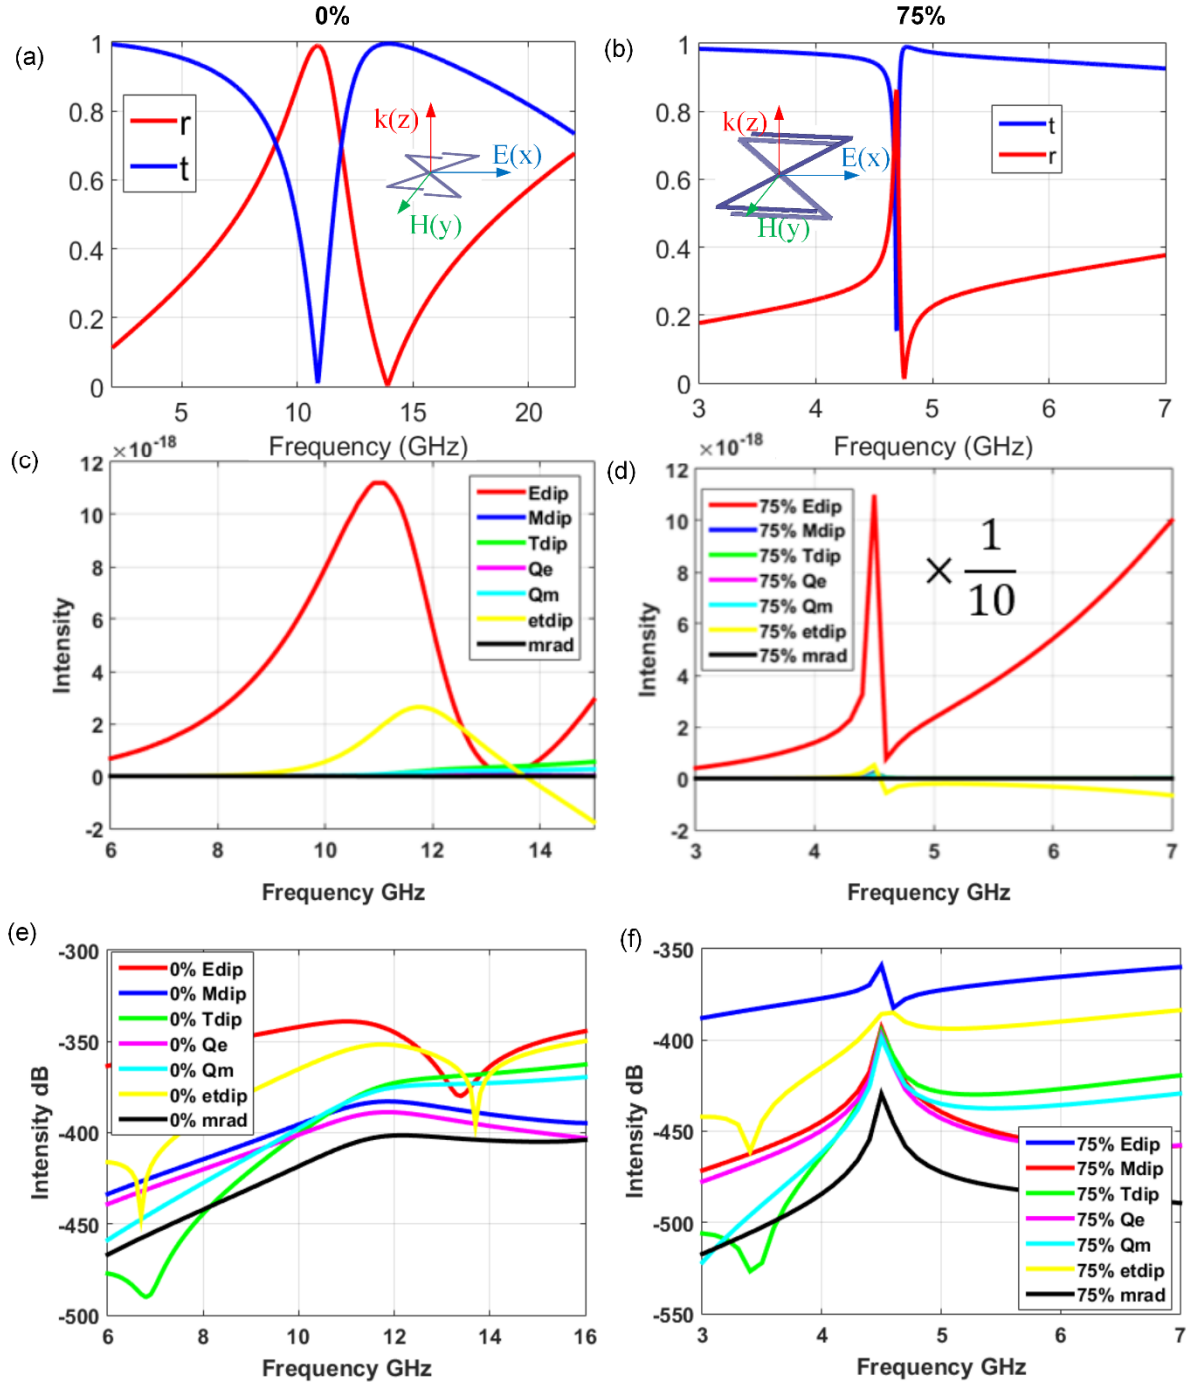 0%
75%
(a)
1
0.8
0.6
0.4
0.2
0
r
t
k(z)
E(x)
H(y)
5
10
15
20
Frequency (GHz)
(b)
1
0.8
0.6
0.4
0.2
0
k(z)
E(x)
H(y)
t
r
3
4
5
6
7
Frequency (GHz)
(c)
×10-18
12
10
8
6
4
2
0
-2
Intensity
Edip
Mdip
Tdip
Qe
Qm
etdip
mrad
6
8
10
12
14
Frequency GHz
(d)
×10-18
12
10
8
6
4
2
0
-2
Intensity
75% Edip
75% Mdip
75% Tdip
75% Qe
75% Qm
75% etdip
75% mrad
× 1/10
3
4
5
6
7
Frequency GHz
(e)
-300
-350
-400
-450
-500
Intensity dB
0% Edip
0% Mdip
0% Tdip
0% Qe
0% Qm
0% etdip
0% mrad
6
8
10
12
14
16
Frequency GHz
(f)
-350
-400
-450
-500
-550
Intensity dB
75% Edip
75% Mdip
75% Tdip
75% Qe
75% Qm
75% etdip
75% mrad
3
4
5
6
7
Frequency GHz